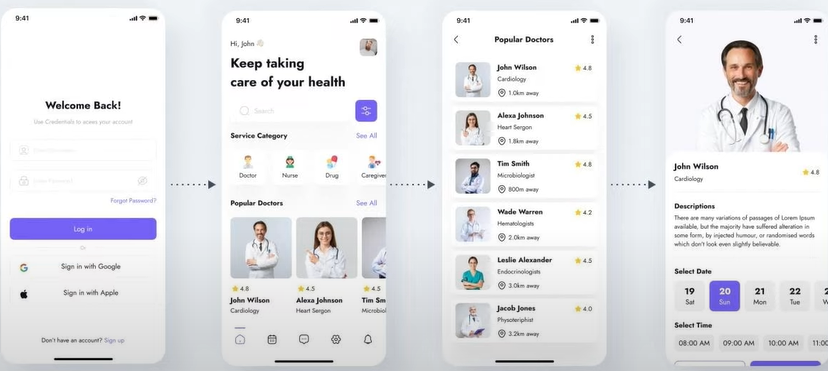 9:41
Welcome Back!
Use Credentials to access your account
Forgot Password?
Log in
Or
Sign in with Google
Sign in with Apple
Don't have an account? Sign up
9:41
Hi, John
Keep taking
care of your health
Search
Service Category See All
Doctor Nurse Drug Caregiver
Popular Doctors See All
4.8 4.5 4.5
John Wilson Alexa Johnson Tim Sm
Cardiology Heart Sergon Microbiol
9:41
Popular Doctors
John Wilson 4.8
Cardiology
1.0km away
Alexa Johnson 4.5
Heart Sergon
1.8km away
Tim Smith 4.8
Microbiologist
800m away
Wade Warren 4.2
Hematologists
2.0km away
Leslie Alexander 4.5
Endocrinologists
3.0km away
Jacob Jones 4.0
Physoteriphist
3.2km away
9:41
John Wilson
Cardiology 4.8
Descriptions
There are many variations of passages of Lorem Ipsum
available, but the majority have suffered alteration in
some form, by injected humour, or randomised words
which don't look even slightly believable.
Select Date
19 20 21 22 2
Sat Sun Mon Tue W
Select Time
08:00 AM 09:00 AM 10:00 AM 11:00